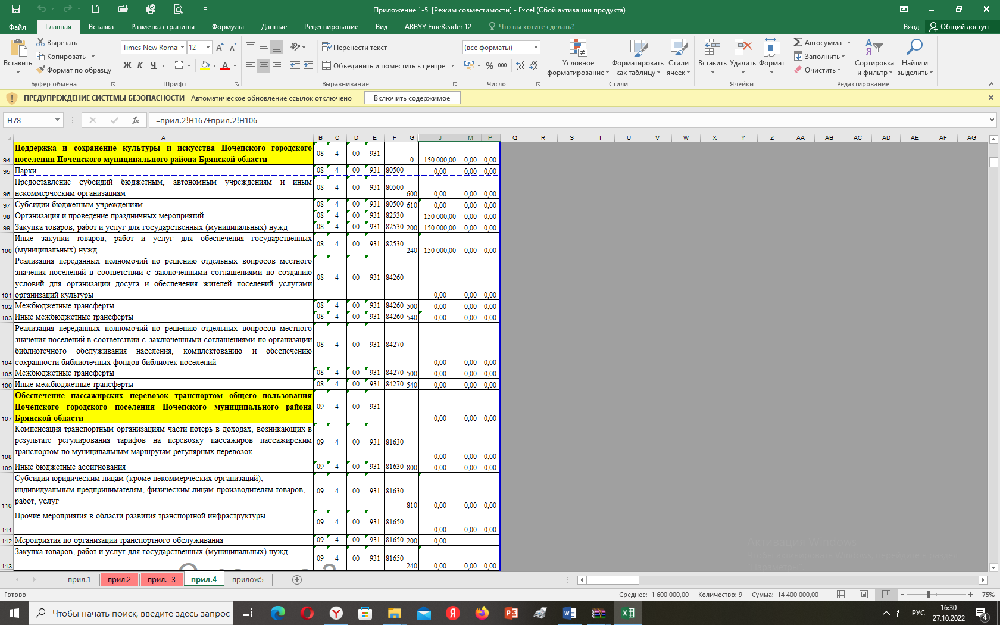 Приложение 1-5 [Режим совместимости] - Excel (Сбой активации продукта)
Файл Главная Вставка Разметка страницы Формулы Данные Рецензирование Вид ABBYY FineReader 12 Что вы хотите сделать? Вход Общий доступ
Вставить
Вырезать
Копировать
Формат по образцу
Буфер обмена
Times New Roma 12
Ж К Ч
Шрифт
Перенести текст
Объединить и поместить в центре
Выравнивание
(все форматы)
% 000
Число
Условное форматирование
Форматировать как таблицу
Стили ячеек
Стили
Вставить Удалить Формат
Ячейки
Автосумма
Заполнить
Очистить
Сортировка и фильтр
Найти и выделить
Редактирование
ПРЕДУПРЕЖДЕНИЕ СИСТЕМЫ БЕЗОПАСНОСТИ Автоматическое обновление ссылок отключено Включить содержимое
H78 fx =прил.2!H167+прил.2!H106
A B C D E F G J M P Q R S T U V W X Y Z AA AB AC AD AE AF AG
94 Поддержка и сохранение культуры и искусства Почепского городского поселения Почепского муниципального района Брянской области 08 4 00 931 0 150 000,00 0,00 0,00
95 Парки 08 4 00 931 80500 0,00 0,00 0,00
96 Предоставление субсидий бюджетным, автономным учреждениям и иным некоммерческим организациям 08 4 00 931 80500 600 0,00 0,00 0,00
97 Субсидии бюджетным учреждениям 08 4 00 931 80500 610 0,00 0,00 0,00
98 Организация и проведение праздничных мероприятий 08 4 00 931 82530 150 000,00 0,00 0,00
99 Закупка товаров, работ и услуг для государственных (муниципальных) нужд 08 4 00 931 82530 200 150 000,00 0,00 0,00
100 Иные закупки товаров, работ и услуг для обеспечения государственных (муниципальных) нужд 08 4 00 931 82530 240 150 000,00 0,00 0,00
101 Реализация переданных полномочий по решению отдельных вопросов местного значения поселений в соответствии с заключенными соглашениями по созданию условий для организации досуга и обеспечения жителей поселений услугами организаций культуры 08 4 00 931 84260 0,00 0,00 0,00
102 Межбюджетные трансферты 08 4 00 931 84260 500 0,00 0,00 0,00
103 Иные межбюджетные трансферты 08 4 00 931 84260 540 0,00 0,00 0,00
104 Реализация переданных полномочий по решению отдельных вопросов местного значения поселений в соответствии с заключенными соглашениями по организации библиотечного обслуживания населения, комплектованию и обеспечению сохранности библиотечных фондов библиотек поселений 08 4 00 931 84270 0,00 0,00 0,00
105 Межбюджетные трансферты 08 4 00 931 84270 500 0,00 0,00 0,00
106 Иные межбюджетные трансферты 08 4 00 931 84270 540 0,00 0,00 0,00
107 Обеспечение пассажирских перевозок транспортом общего пользования Почепского городского поселения Почепского муниципального района Брянской области 09 4 00 931 0,00 0,00 0,00
108 Компенсация транспортным организациям части потерь в доходах, возникающих в результате регулирования тарифов на перевозку пассажиров пассажирским транспортом по муниципальным маршрутам регулярных перевозок 09 4 00 931 81630 0,00 0,00 0,00
109 Иные бюджетные ассигнования 09 4 00 931 81630 800 0,00 0,00 0,00
110 Субсидии юридическим лицам (кроме некоммерческих организаций), индивидуальным предпринимателям, физическим лицам-производителям товаров, работ, услуг 09 4 00 931 81630 810 0,00 0,00 0,00
111 Прочие мероприятия в области развития транспортной инфраструктуры 09 4 00 931 81650 0,00 0,00 0,00
112 Мероприятия по организации транспортного обслуживания 09 4 00 931 81650 200 0,00
113 Закупка товаров, работ и услуг для государственных (муниципальных) нужд 09 4 00 931 81650 240 0,00 0,00 0,00
Активация Windows
прил.1 прил.2 прил. 3 прил.4 прилож5
Готово Среднее: 1 600 000,00 Количество: 9 Сумма: 14 400 000,00 75%
Чтобы начать поиск, введите здесь запрос РУС 16:30
27.10.2022 4